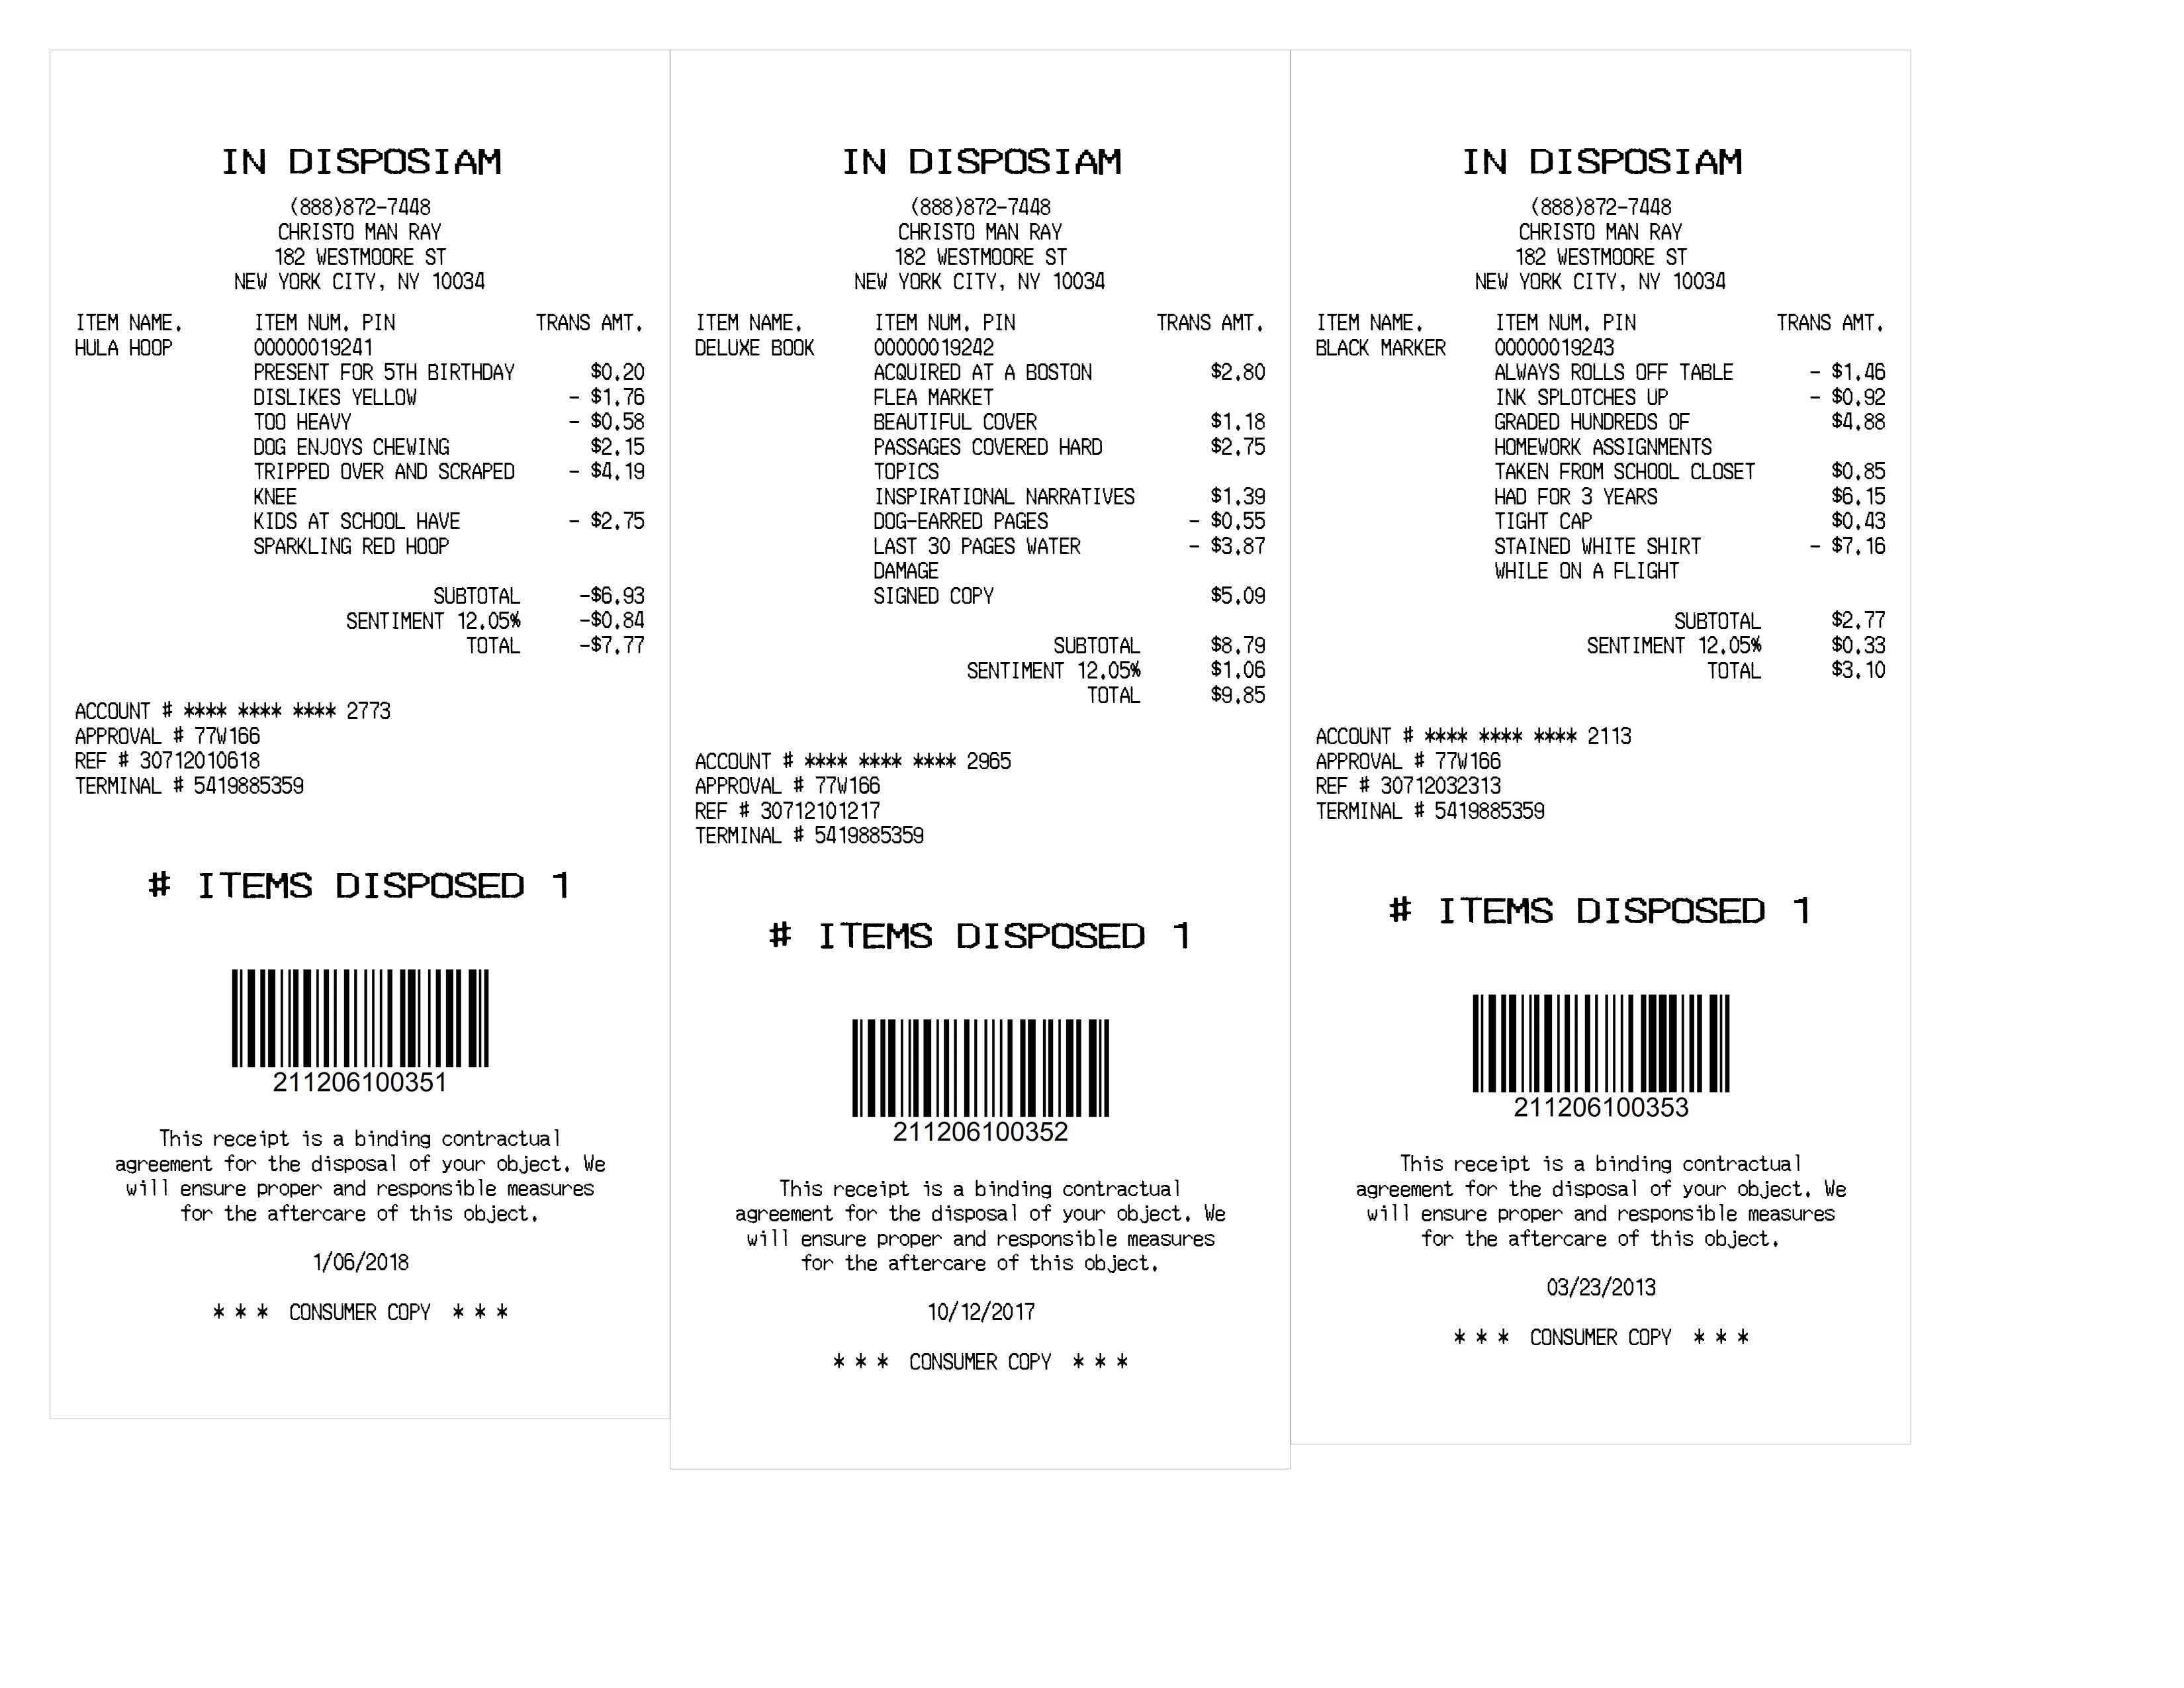 IN DISPOSIAM
(888)872-7448
CHRISTO MAN RAY
182 WESTMOORE ST
NEW YORK CITY, NY 10034
ITEM NAME. ITEM NUM. PIN TRANS AMT.
HULA HOOP 00000019241
PRESENT FOR 5TH BIRTHDAY $0.20
DISLIKES YELLOW - $1.76
TOO HEAVY - $0.58
DOG ENJOYS CHEWING $2.15
TRIPPED OVER AND SCRAPED - $4.19
KNEE
KIDS AT SCHOOL HAVE - $2.75
SPARKLING RED HOOP
SUBTOTAL -$6.93
SENTIMENT 12.05% -$0.84
TOTAL -$7.77
ACCOUNT # **** **** **** 2773
APPROVAL # 77W166
REF # 30712010618
TERMINAL # 5419885359
# ITEMS DISPOSED 1
211206100351
This receipt is a binding contractual
agreement for the disposal of your object. We
will ensure proper and responsible measures
for the aftercare of this object.
1/06/2018
* * * CONSUMER COPY * * *
IN DISPOSIAM
(888)872-7448
CHRISTO MAN RAY
182 WESTMOORE ST
NEW YORK CITY, NY 10034
ITEM NAME. ITEM NUM. PIN TRANS AMT.
DELUXE BOOK 00000019242
ACQUIRED AT A BOSTON $2.80
FLEA MARKET
BEAUTIFUL COVER $1.18
PASSAGES COVERED HARD $2.75
TOPICS
INSPIRATIONAL NARRATIVES $1.39
DOG-EARRED PAGES - $0.55
LAST 30 PAGES WATER - $3.87
DAMAGE
SIGNED COPY $5.09
SUBTOTAL $8.79
SENTIMENT 12.05% $1.06
TOTAL $9.85
ACCOUNT # **** **** **** 2965
APPROVAL # 77W166
REF # 30712101217
TERMINAL # 5419885359
# ITEMS DISPOSED 1
211206100352
This receipt is a binding contractual
agreement for the disposal of your object. We
will ensure proper and responsible measures
for the aftercare of this object.
10/12/2017
* * * CONSUMER COPY * * *
IN DISPOSIAM
(888)872-7448
CHRISTO MAN RAY
182 WESTMOORE ST
NEW YORK CITY, NY 10034
ITEM NAME. ITEM NUM. PIN TRANS AMT.
BLACK MARKER 00000019243
ALWAYS ROLLS OFF TABLE - $1.46
INK SPLOTCHES UP - $0.92
GRADED HUNDREDS OF $4.88
HOMEWORK ASSIGNMENTS
TAKEN FROM SCHOOL CLOSET $0.85
HAD FOR 3 YEARS $6.15
TIGHT CAP $0.43
STAINED WHITE SHIRT - $7.16
WHILE ON A FLIGHT
SUBTOTAL $2.77
SENTIMENT 12.05% $0.33
TOTAL $3.10
ACCOUNT # **** **** **** 2113
APPROVAL # 77W166
REF # 30712032313
TERMINAL # 5419885359
# ITEMS DISPOSED 1
211206100353
This receipt is a binding contractual
agreement for the disposal of your object. We
will ensure proper and responsible measures
for the aftercare of this object.
03/23/2013
* * * CONSUMER COPY * * *